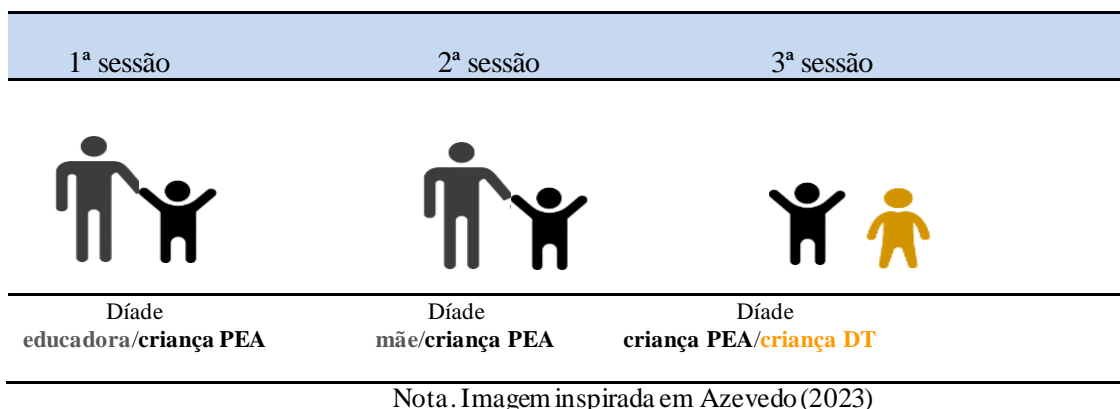 1ª sessão 2ª sessão 3ª sessão
Díade Díade Díade
educadora/criança PEA mãe/criança PEA criança PEA/criança DT
Nota. Imagem inspirada em Azevedo (2023)